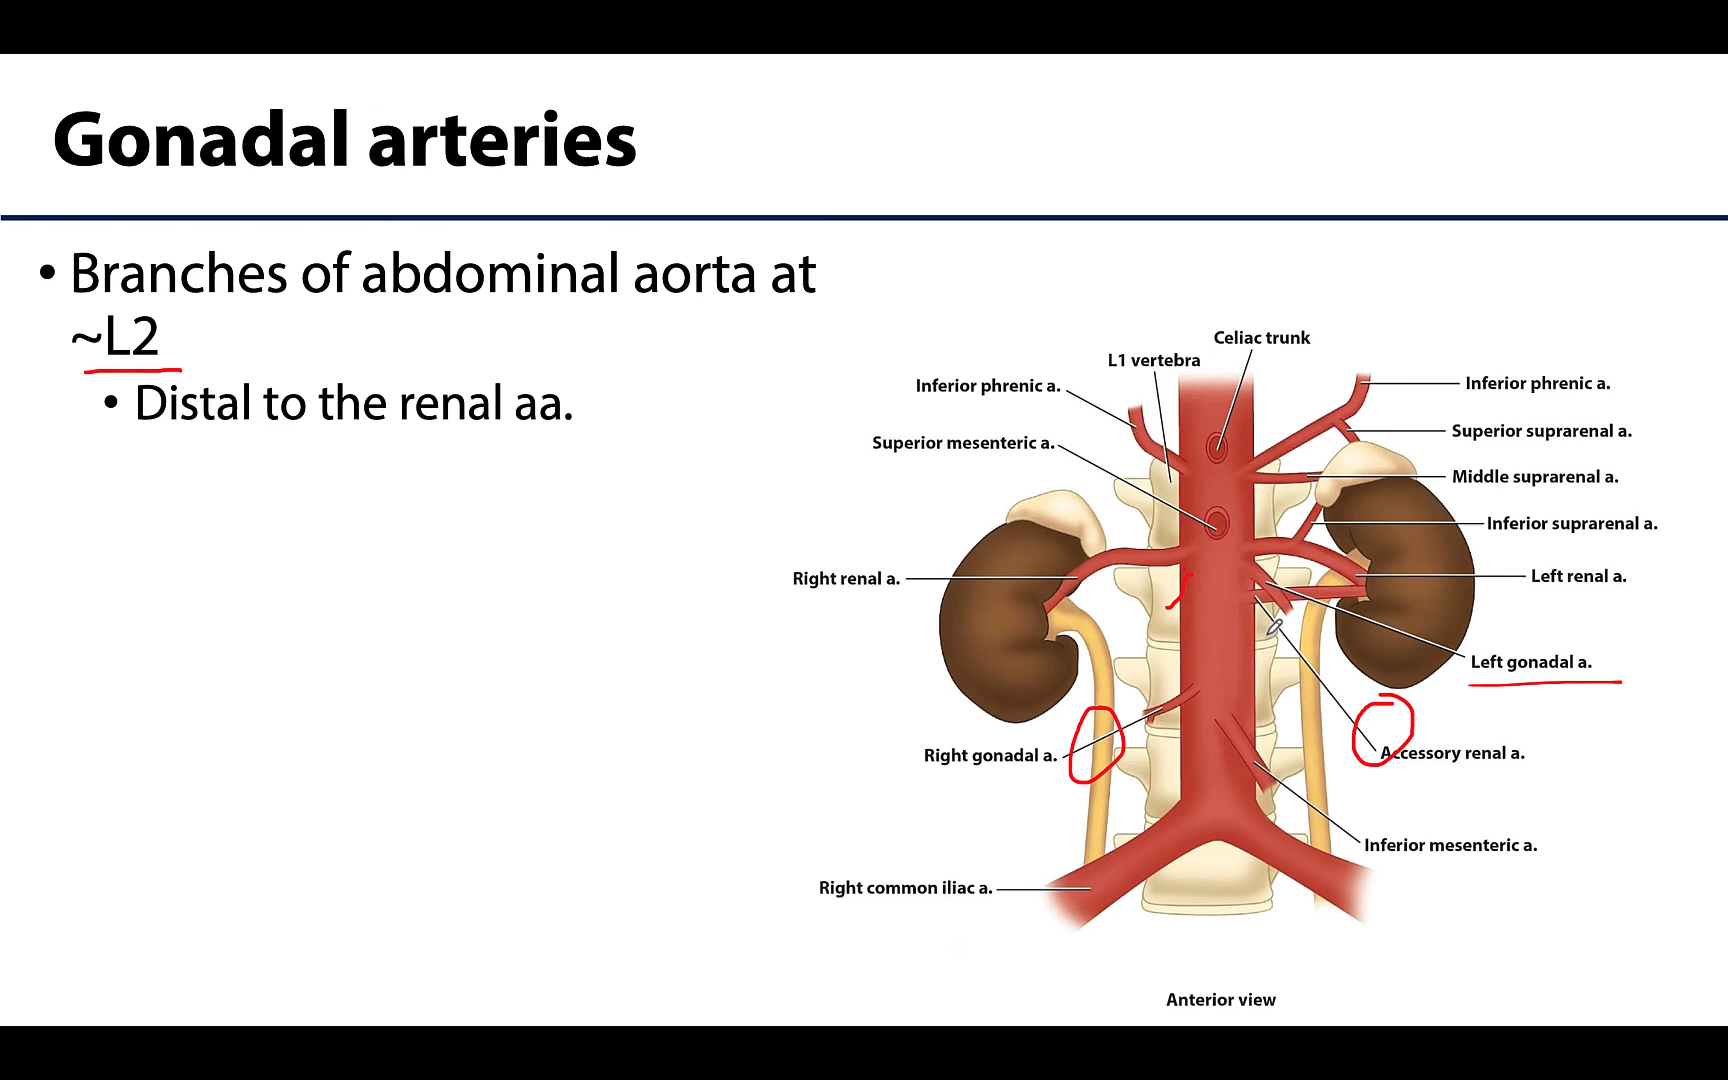 Gonadal arteries
• Branches of abdominal aorta at
~L2
• Distal to the renal aa.
Celiac trunk
L1 vertebra
Inferior phrenic a.
Superior mesenteric a.
Right renal a.
Right gonadal a.
Right common iliac a.
Inferior phrenic a.
Superior suprarenal a.
Middle suprarenal a.
Inferior suprarenal a.
Left renal a.
Left gonadal a.
Accessory renal a.
Inferior mesenteric a.
Anterior view